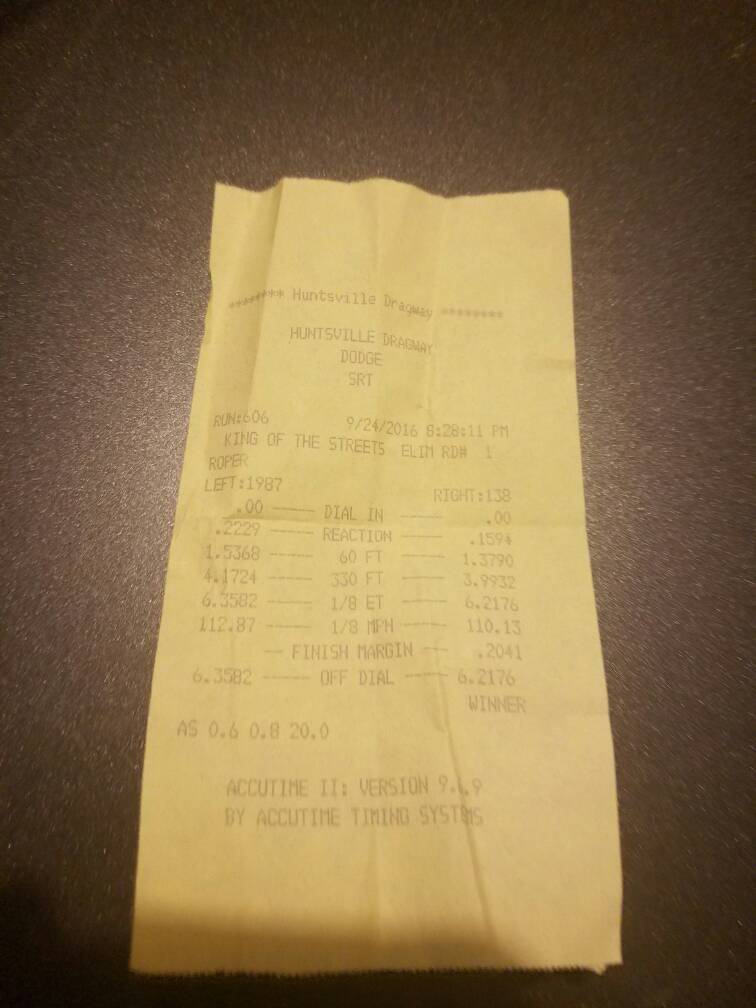 ******** Huntsville Dragway ********
HUNTSVILLE DRAGWAY
DODGE
SRT
RUN:606 9/24/2016 8:28:11 PM
KING OF THE STREETS ELIM RD# 1
ROPER
LEFT:1987 RIGHT:138
.00 ----- DIAL IN ----- .00
.2229 ----- REACTION ----- .1594
1.5368 ----- 60 FT ----- 1.3790
4.1724 ----- 330 FT ----- 3.9932
6.3582 ----- 1/8 ET ----- 6.2176
112.87 ----- 1/8 MPH ----- 110.13
-- FINISH MARGIN --- .2041
6.3582 ----- OFF DIAL ----- 6.2176
WINNER
AS 0.6 0.8 20.0
ACCUTIME II: VERSION
BY ACCUTIME TIMING SYSTEMS